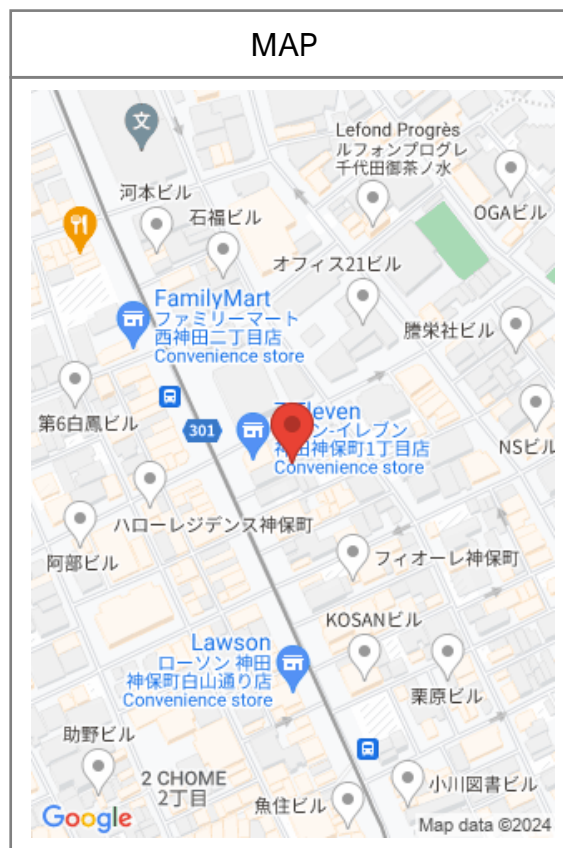 MAP
文
Lefond Progrès
ルフォンプログレ
千代田御茶ノ水
河本ビル
OGAビル
石福ビル
オフィス21ビル
FamilyMart
ファミリーマート
西神田二丁目店
Convenience store
謄栄社ビル
第6白鳳ビル
301
神田神保町1丁目店
Convenience store
NSビル
ハローレジデンス神保町
阿部ビル
フィオーレ神保町
KOSANビル
Lawson
ローソン 神田
神保町白山通り店
Convenience store
栗原ビル
助野ビル
2 CHOME
2丁目
小川図書ビル
魚住ビル
Google
Map data ©2024